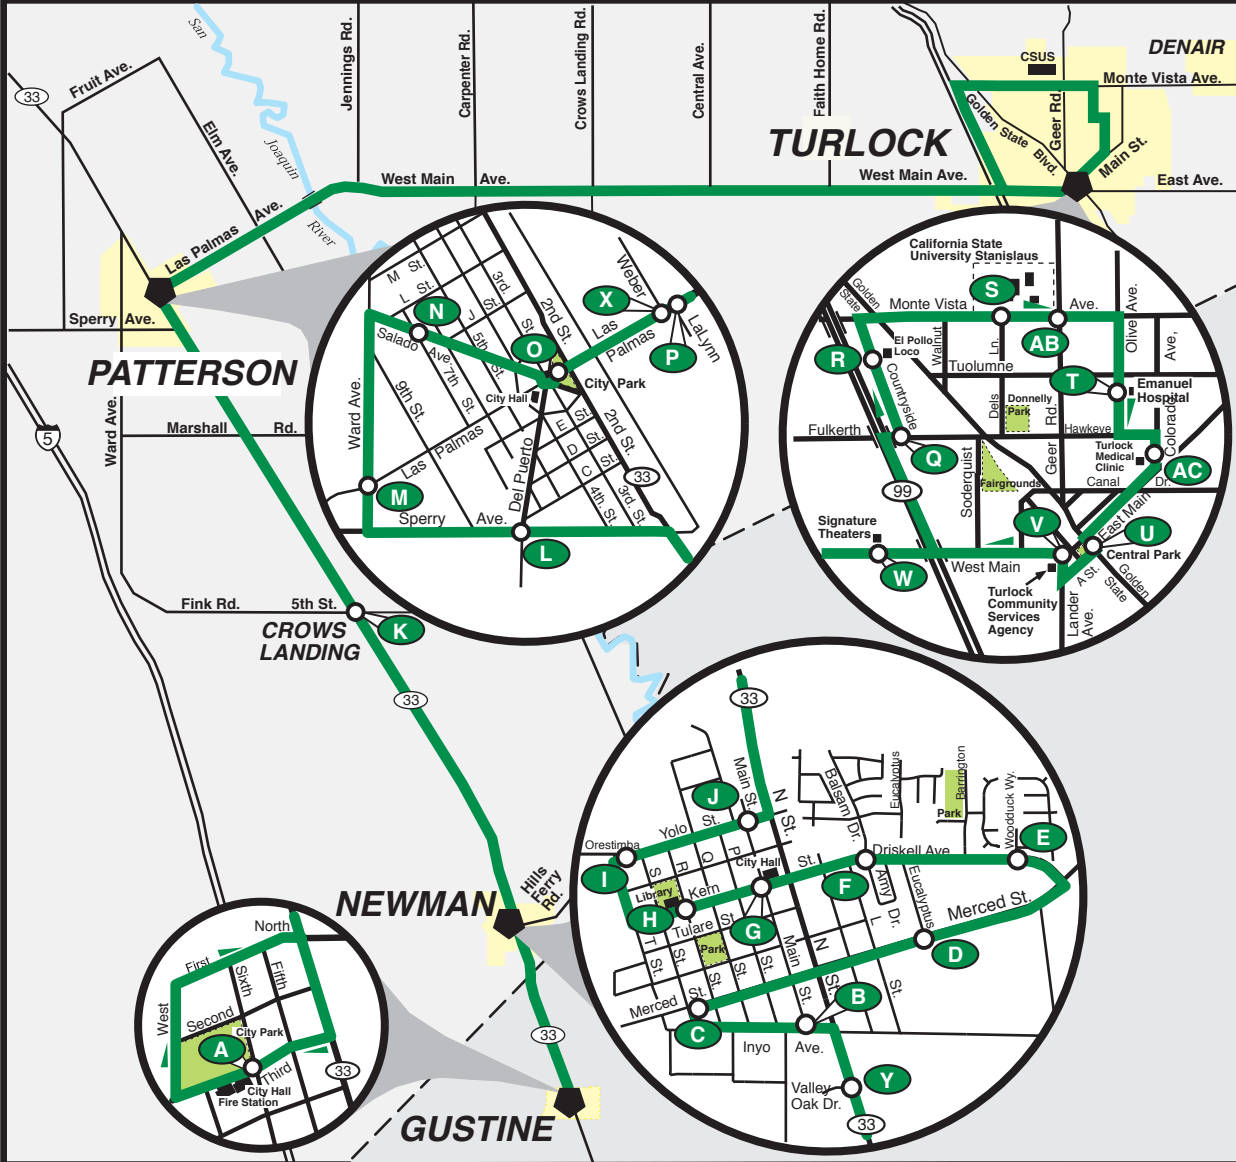 San
Joaquin
River
33
Fruit Ave.
Elm Ave.
Jennings Rd.
Carpenter Rd.
Crows Landing Rd.
Central Ave.
Faith Home Rd.
DENAIR
CSUS
Monte Vista Ave.
Golden State Blvd.
Geer Rd.
Main St.
East Ave.
TURLOCK
West Main Ave.
West Main Ave.
Las Palmas Ave.
Sperry Ave.
PATTERSON
Ward Ave.
Marshall Rd.
5
Fink Rd.
5th St.
CROWS
LANDING
K
33
NEWMAN
Hills
Ferry
Rd.
33
GUSTINE
M St.
L St.
J St.
3rd. St.
2nd St.
Weber
X
N
O
P
Las
Palmas
LaLynn
Salado Ave.
5th St.
7th St.
9th St.
City Park
City Hall
Ward Ave.
Las Palmas
E St.
D St.
C
2nd St.
33
3rd. St.
4th. St.
Del Puerto
M
Sperry Ave.
L
California State
University Stanislaus
Golden
State
S
Monte Vista Ave.
AB
R
El Pollo
Loco
Walnut
Ln.
Dels
Tuolumne
Olive Ave.
Ave,
Colorado
T
Emanuel
Hospital
Countryside
Donnelly
Park
Geer Rd.
Hawkeye
Fulkerth
Q
Soderquist
Fairgrounds
Turlock
Medical
Clinic
AC
Canal Dr.
99
Signature
Theaters
W
V
East Main
U
Central Park
West Main
A St.
Golden
State
Lander
Ave.
Turlock
Community
Services
Agency
33
Main St.
N St.
J
Yolo St.
Orestimba
I
S
R
Q
P
City Hall
Library
H
Kern St.
G
Tulare St.
Park
T St.
St.
St.
St.
Main St.
N St.
Balsam Dr.
Eucalyptus
Barrington
Park
Woodduck Wy.
E
Driskell Ave
F
Amy Dr.
Eucalyptus
L St.
Merced St.
D
Merced St.
C
B
Inyo Ave.
Y
Valley
Oak Dr.
33
North
First
Sixth
Fifth
West
Second
City Park
A
Third
City Hall
Fire Station
33